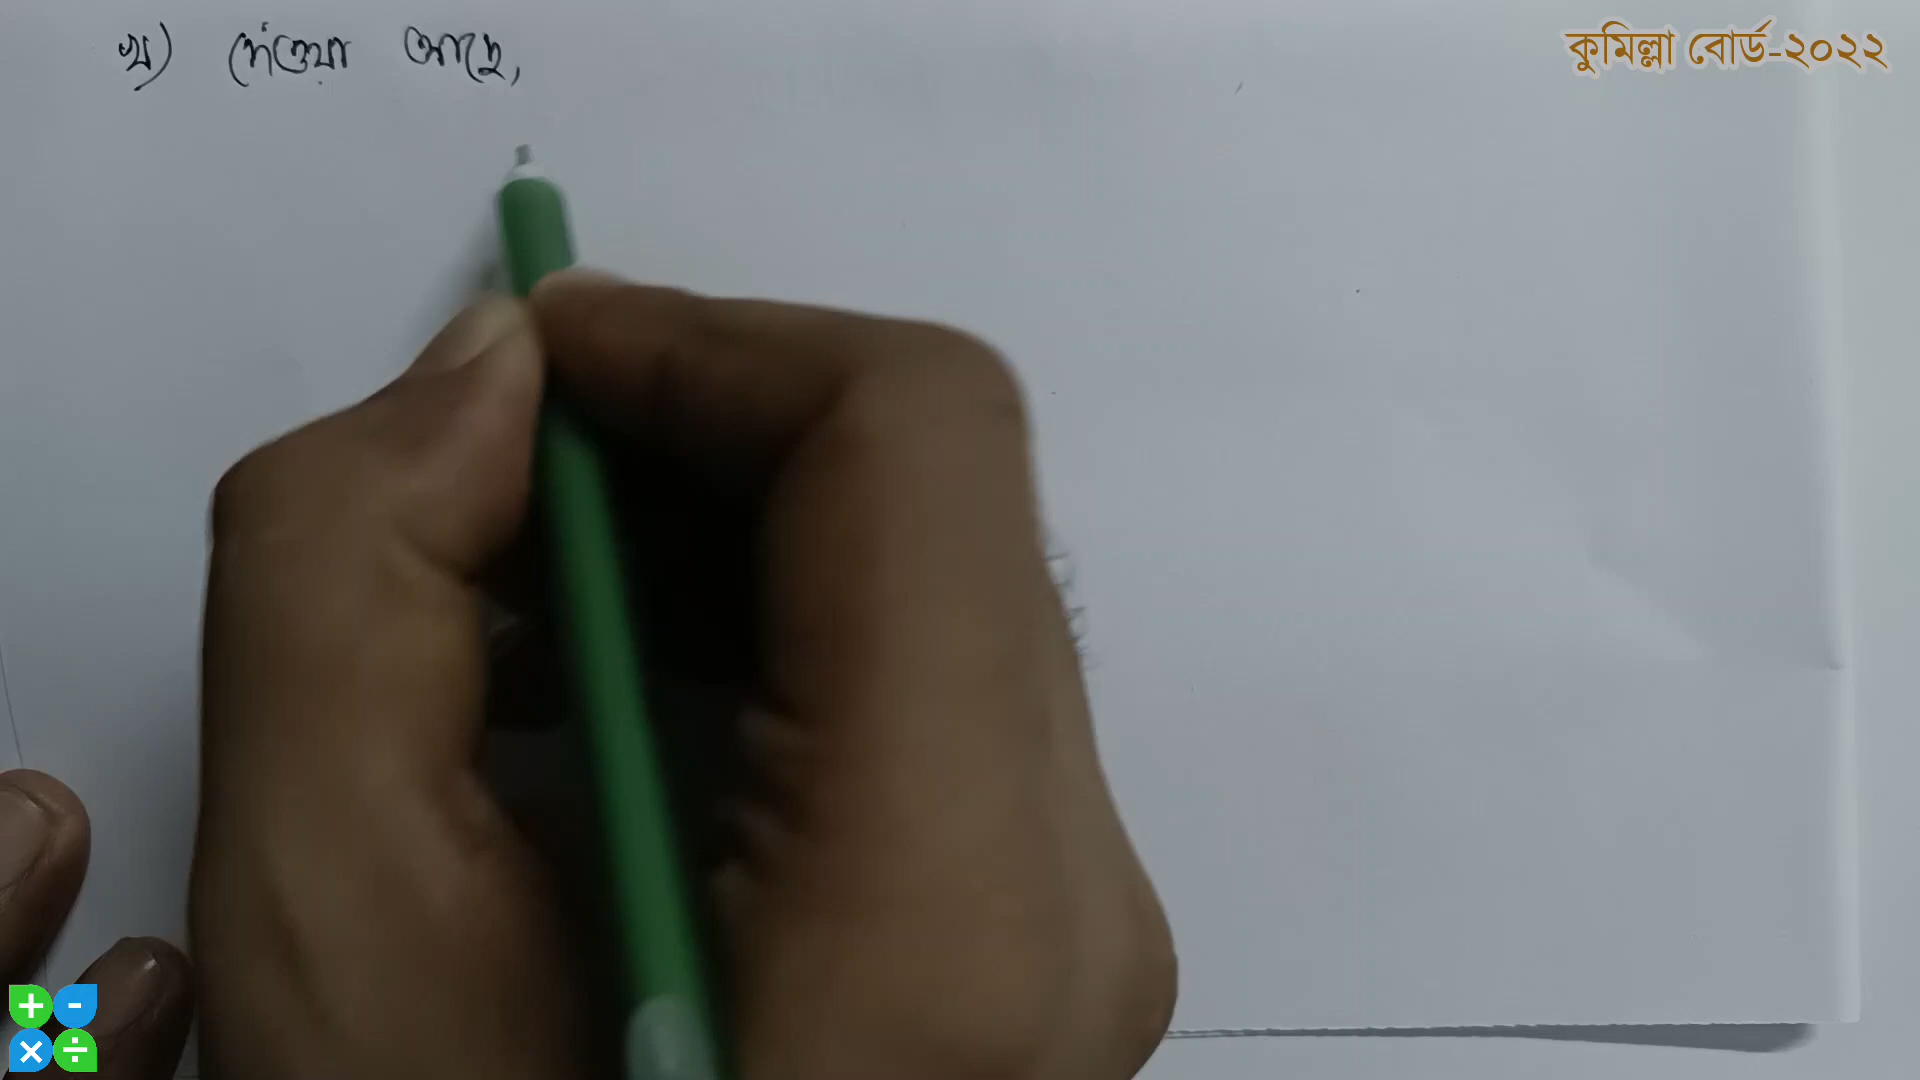 খ) দেওয়া আছে,
কুমিল্লা বোর্ড-২০২২
+ -
× ÷